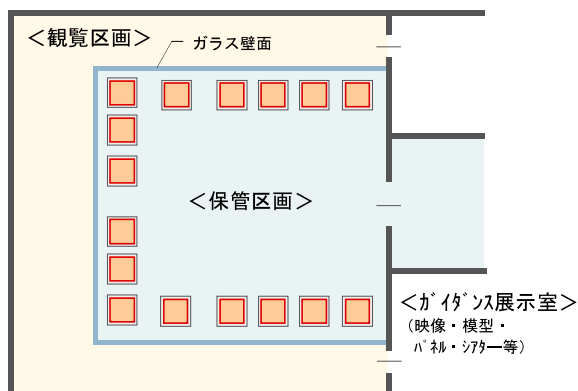 ＜観覧区画＞
ガラス壁面
＜保管区画＞
＜ｶﾞｲﾀﾞﾝｽ展示室＞
（映像・模型・
ﾊﾟﾈﾙ・ｼｱﾀｰ等）